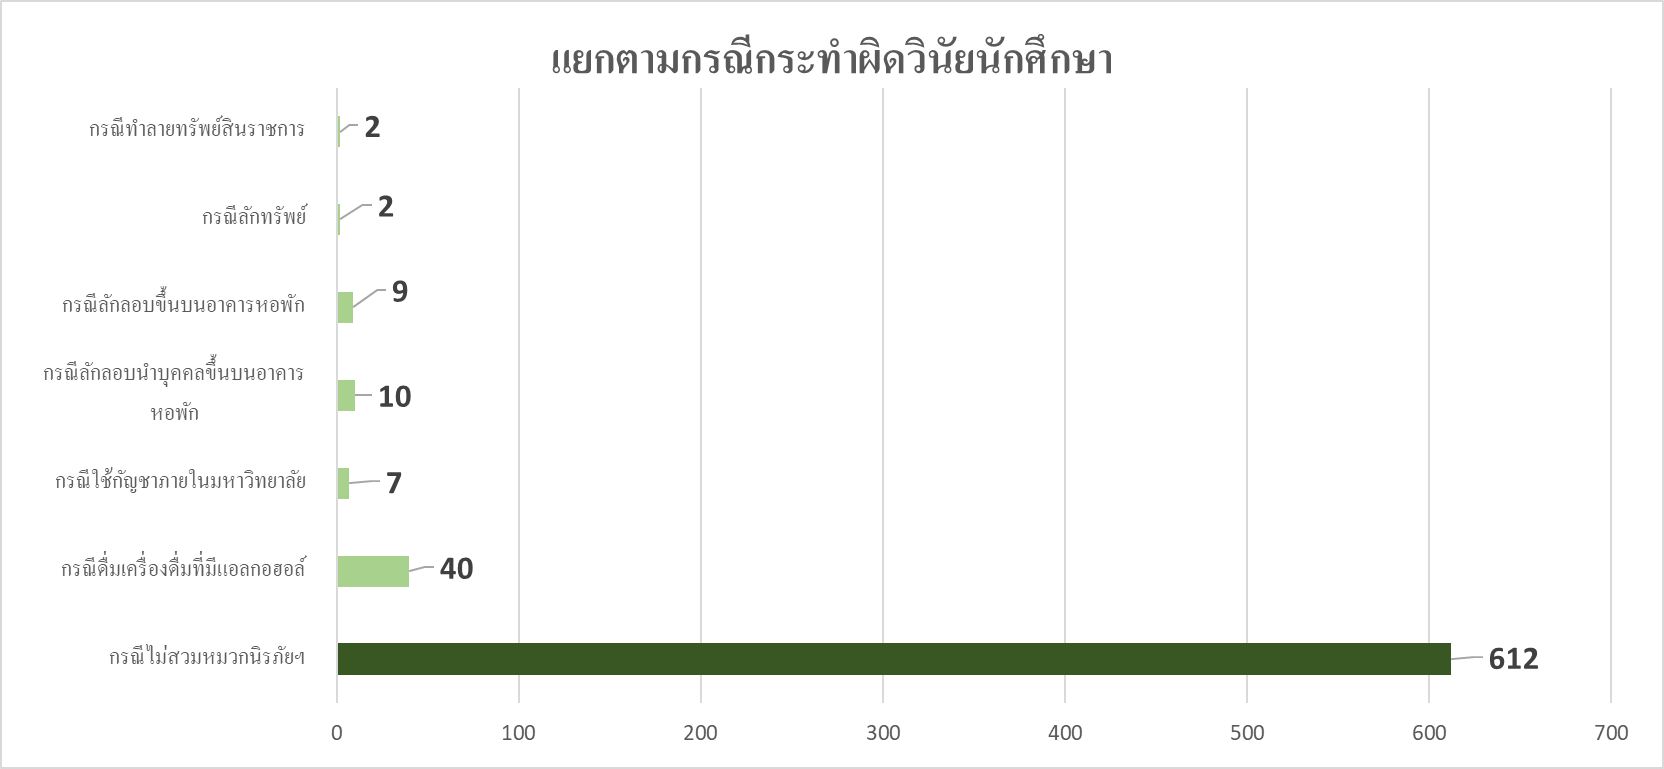 แยกตามกรณีกระทำผิดวินัยนักศึกษา
กรณีทำลายทรัพย์สินราชการ
2
กรณีลักทรัพย์
2
กรณีลักลอบขึ้นบนอาคารหอพัก
9
กรณีลักลอบนำบุคคลขึ้นบนอาคาร
หอพัก
10
กรณีใช้กัญชาภายในมหาวิทยาลัย
7
กรณีดื่มเครื่องดื่มที่มีแอลกอฮอล์
40
กรณีไม่สวมหมวกนิรภัยฯ
612
0 100 200 300 400 500 600 700